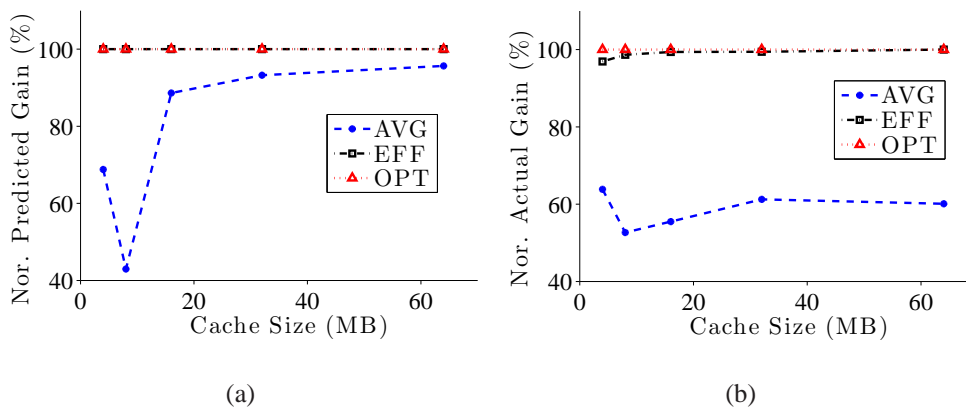 Nor. Predicted Gain (%)
100
80
60
40
0
20
40
60
Cache Size (MB)
AVG
EFF
OPT
(a)
Nor. Actual Gain (%)
100
80
60
40
0
20
40
60
Cache Size (MB)
AVG
EFF
OPT
(b)